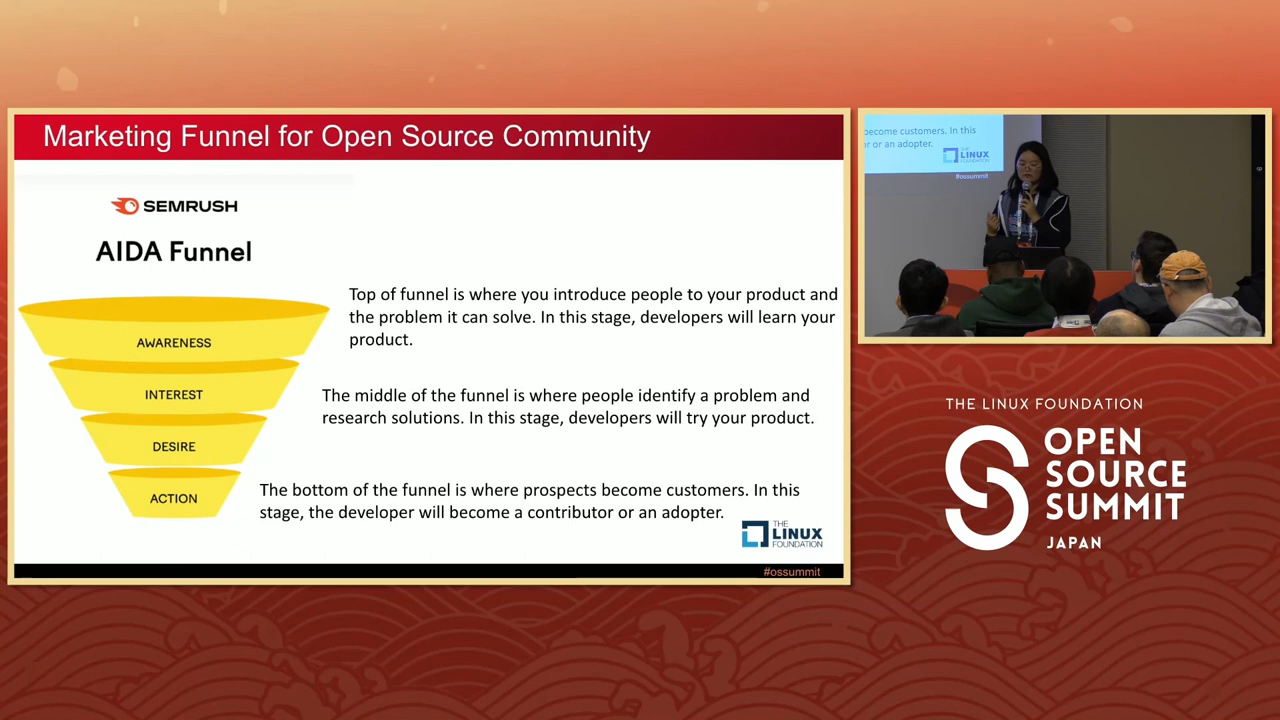 Marketing Funnel for Open Source Community
SEMRUSH
AIDA Funnel
AWARENESS
INTEREST
DESIRE
ACTION
Top of funnel is where you introduce people to your product and
the problem it can solve. In this stage, developers will learn your
product.
The middle of the funnel is where people identify a problem and
research solutions. In this stage, developers will try your product.
The bottom of the funnel is where prospects become customers. In this
stage, the developer will become a contributor or an adopter.
THE
LINUX
FOUNDATION
#ossummit
become customers. In this
or or an adopter.
THE
LINUX
FOUNDATION
#ossummit
THE LINUX FOUNDATION
OPEN
SOURCE
SUMMIT
JAPAN